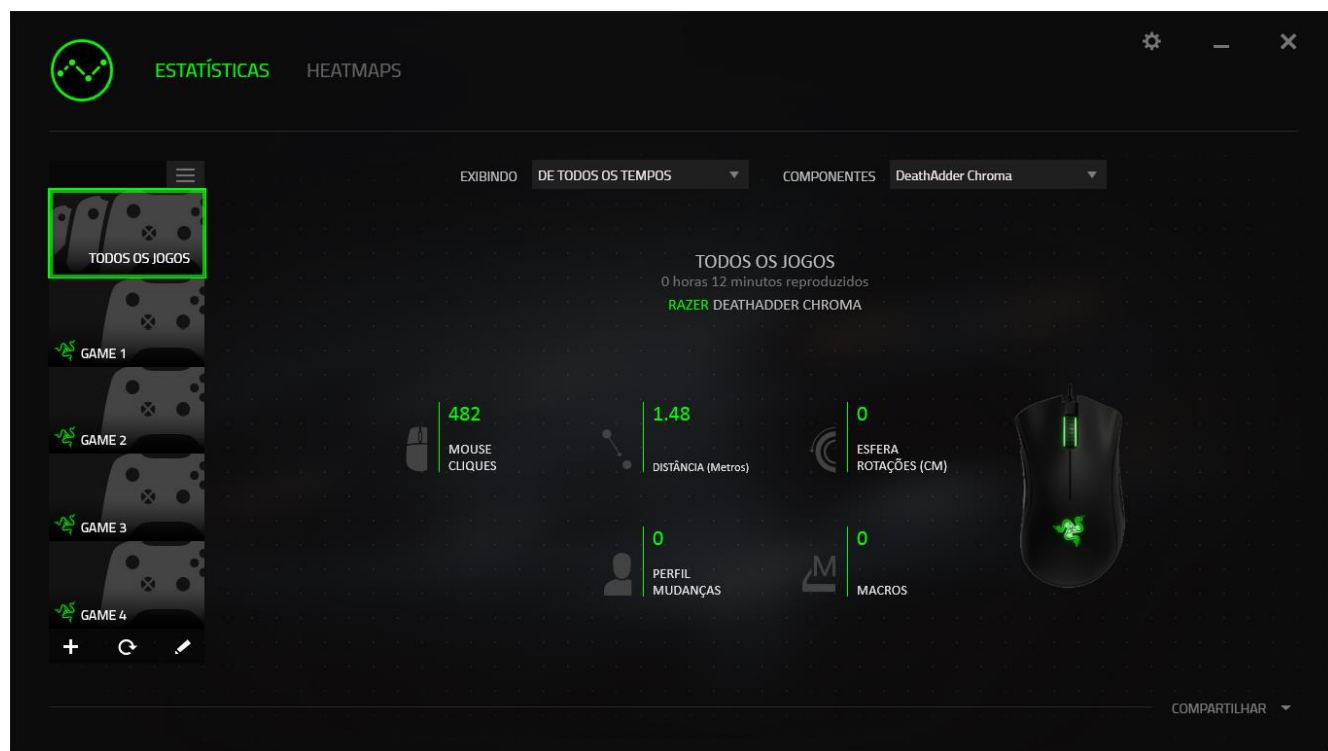 ESTATÍSTICAS HEATMAPS
EXIBINDO DE TODOS OS TEMPOS COMPONENTES DeathAdder Chroma
TODOS OS JOGOS
GAME 1
GAME 2
GAME 3
GAME 4
TODOS OS JOGOS
0 horas 12 minutos reproduzidos
RAZER DEATHADDER CHROMA
482
MOUSE
CLIQUES
1.48
DISTÂNCIA (Metros)
0
ESFERA
ROTAÇÕES (CM)
0
PERFIL
MUDANÇAS
0
M
MACROS
COMPARTILHAR